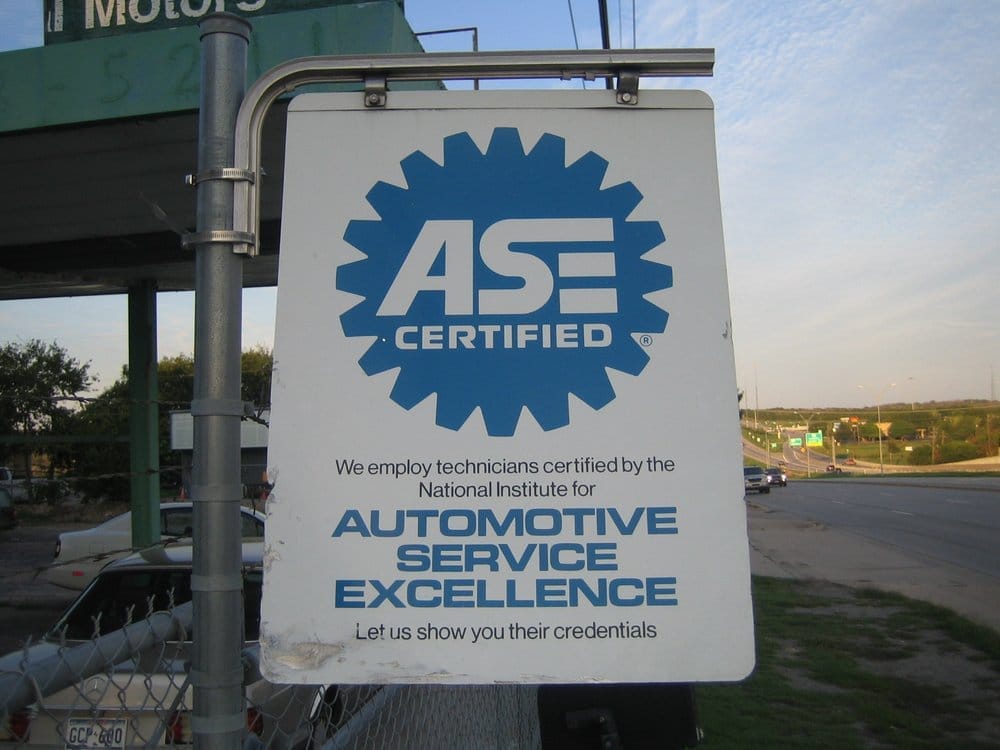 Motors
ASE
CERTIFIED
®
We employ technicians certified by the
National Institute for
AUTOMOTIVE
SERVICE
EXCELLENCE
Let us show you their credentials